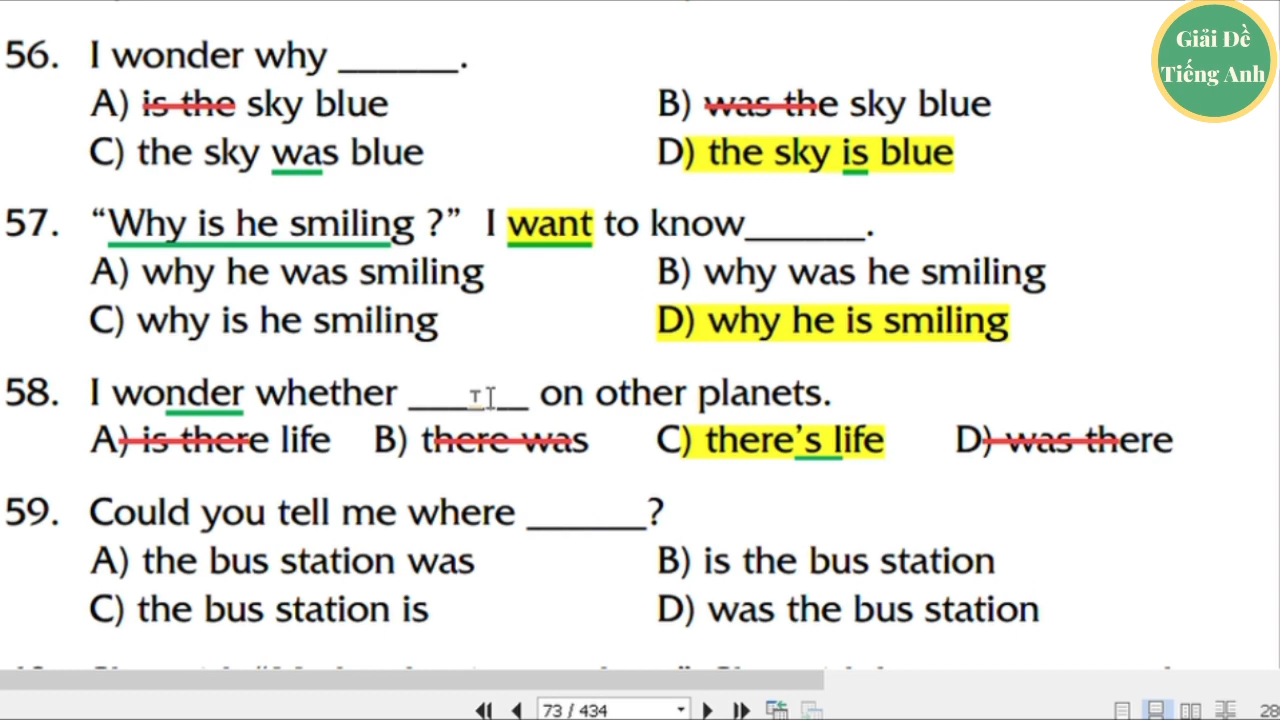 Giải Đề
Tiếng Anh
56. I wonder why ______.
A) is the sky blue B) was the sky blue
C) the sky was blue D) the sky is blue
57. “Why is he smiling ?” I want to know______.
A) why he was smiling B) why was he smiling
C) why is he smiling D) why he is smiling
58. I wonder whether ______ on other planets.
A) is there life B) there was C) there’s life D) was there
59. Could you tell me where ______?
A) the bus station was B) is the bus station
C) the bus station is D) was the bus station
73 / 434